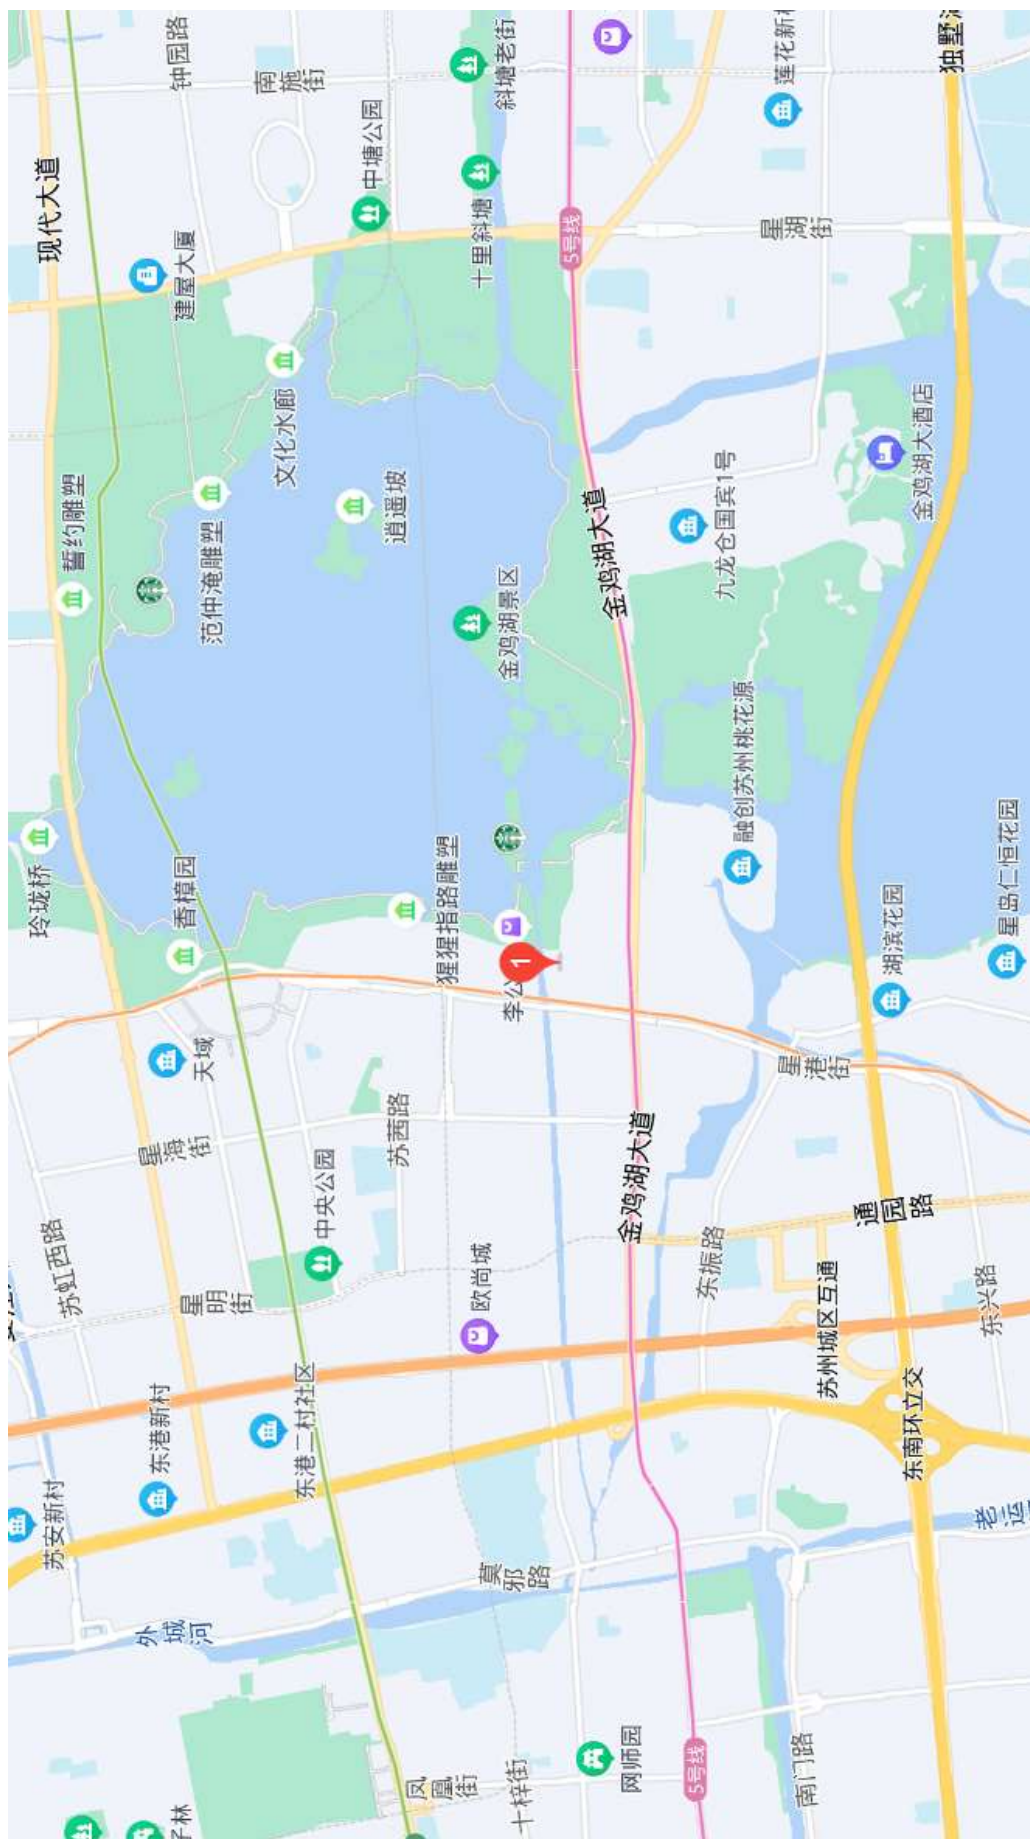 苏安新村
苏虹西路
玲珑桥
现代大道
誓约雕塑
东港新村
子林
外城河
星海街
星明街
天域
香樟园
钟园路
建屋大厦
范仲淹雕塑
东港二村社区
中央公园
文化水廊
南施街
中塘公园
苏茜路
逍遥坡
凤凰街
猩猩指路雕塑
欧尚城
莫邪路
十梓街
李公
1
金鸡湖景区
十里斜塘
斜塘老街
5号线
网师园
金鸡湖大道
金鸡湖大道
5号线
东振路
融创苏州桃花源
九龙仓国宾1号
南门路
星港街
星湖街
莲花新
苏州城区互通
通园路
湖滨花园
金鸡湖大酒店
东南环立交
独墅
东兴路
老运
星岛仁恒花园